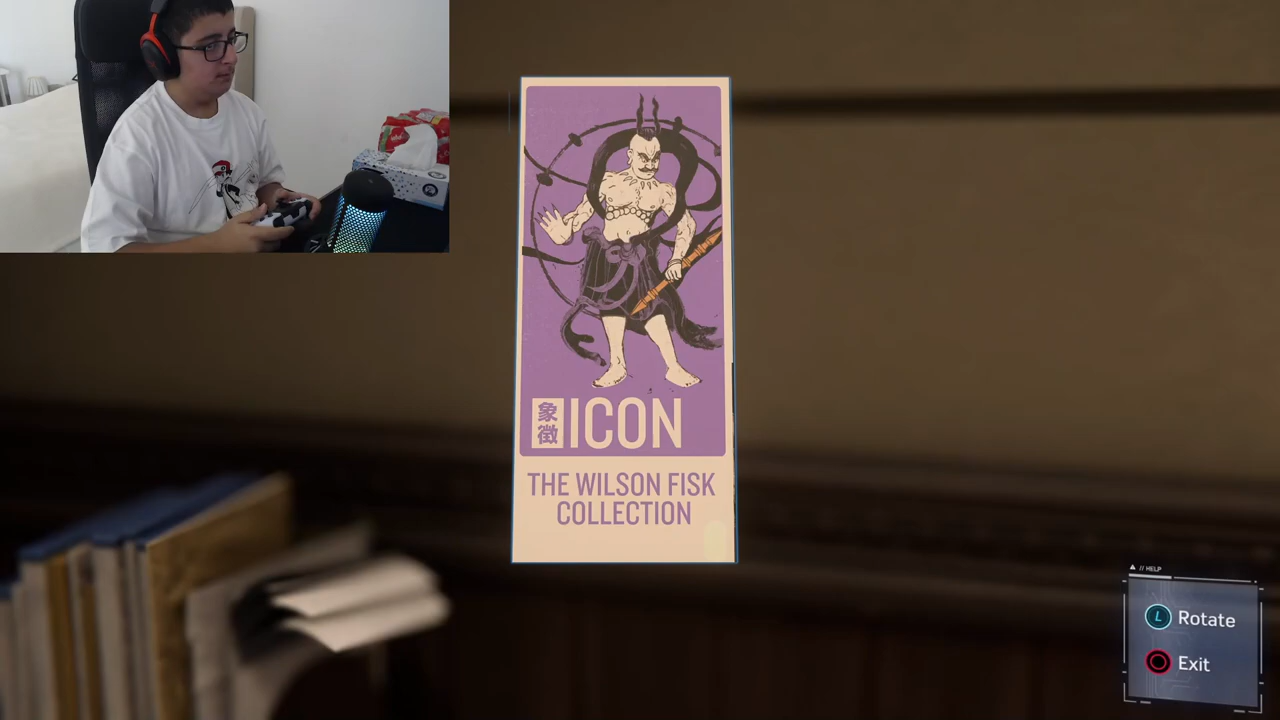 象徴
ICON
THE WILSON FISK
COLLECTION
// HELP
L Rotate
Exit